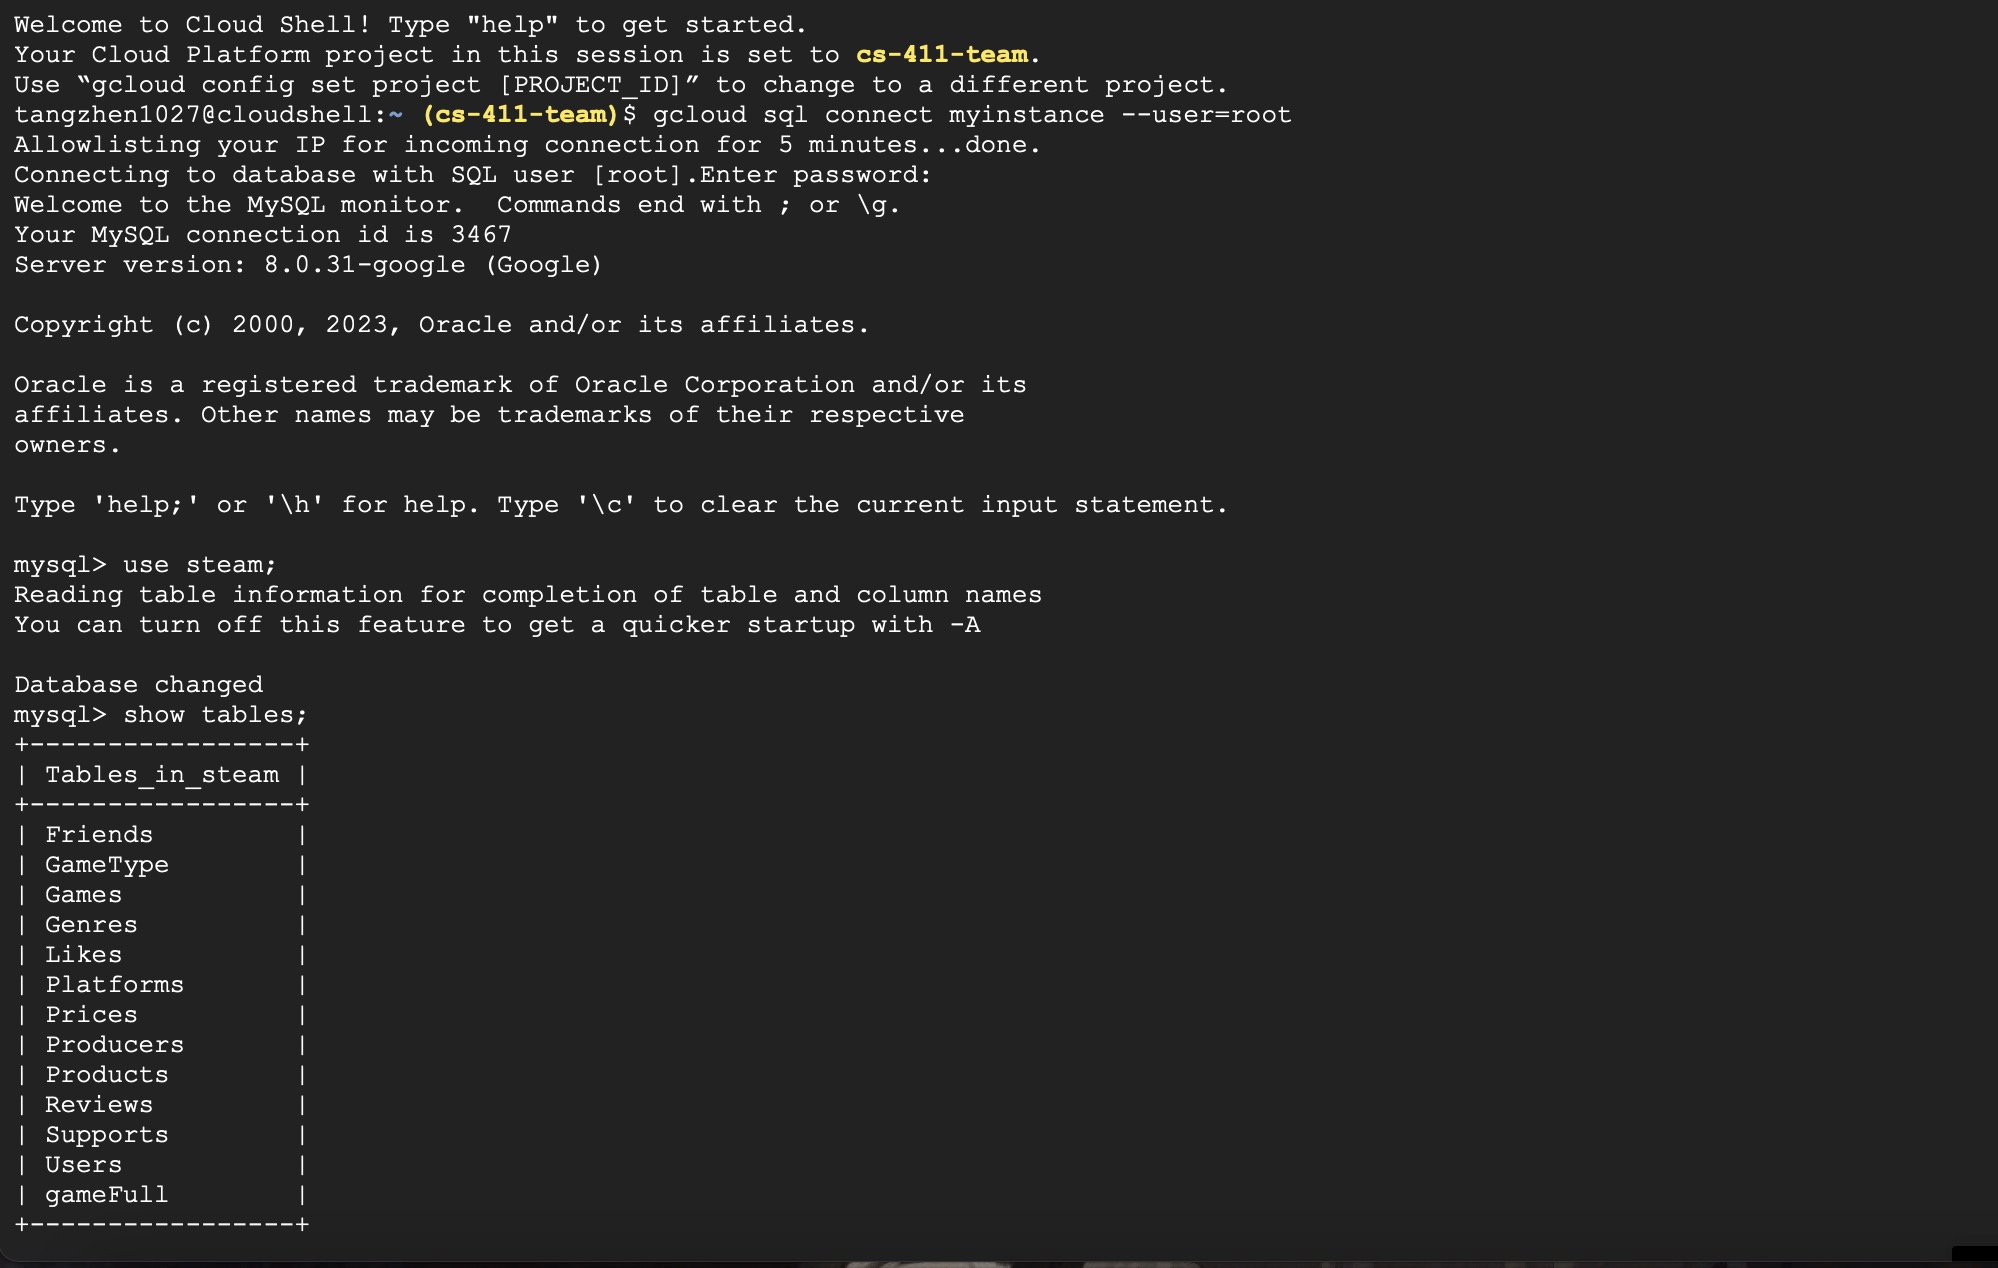 Welcome to Cloud Shell! Type "help" to get started.
Your Cloud Platform project in this session is set to cs-411-team.
Use “gcloud config set project [PROJECT_ID]” to change to a different project.
tangzhen1027@cloudshell:~ (cs-411-team)$ gcloud sql connect myinstance --user=root
Allowlisting your IP for incoming connection for 5 minutes...done.
Connecting to database with SQL user [root].Enter password:
Welcome to the MySQL monitor.  Commands end with ; or \g.
Your MySQL connection id is 3467
Server version: 8.0.31-google (Google)

Copyright (c) 2000, 2023, Oracle and/or its affiliates.

Oracle is a registered trademark of Oracle Corporation and/or its
affiliates. Other names may be trademarks of their respective
owners.

Type 'help;' or '\h' for help. Type '\c' to clear the current input statement.

mysql> use steam;
Reading table information for completion of table and column names
You can turn off this feature to get a quicker startup with -A

Database changed
mysql> show tables;
+-----------------+
| Tables_in_steam |
+-----------------+
| Friends         |
| GameType        |
| Games           |
| Genres          |
| Likes           |
| Platforms       |
| Prices          |
| Producers       |
| Products        |
| Reviews         |
| Supports        |
| Users           |
| gameFull        |
+-----------------+